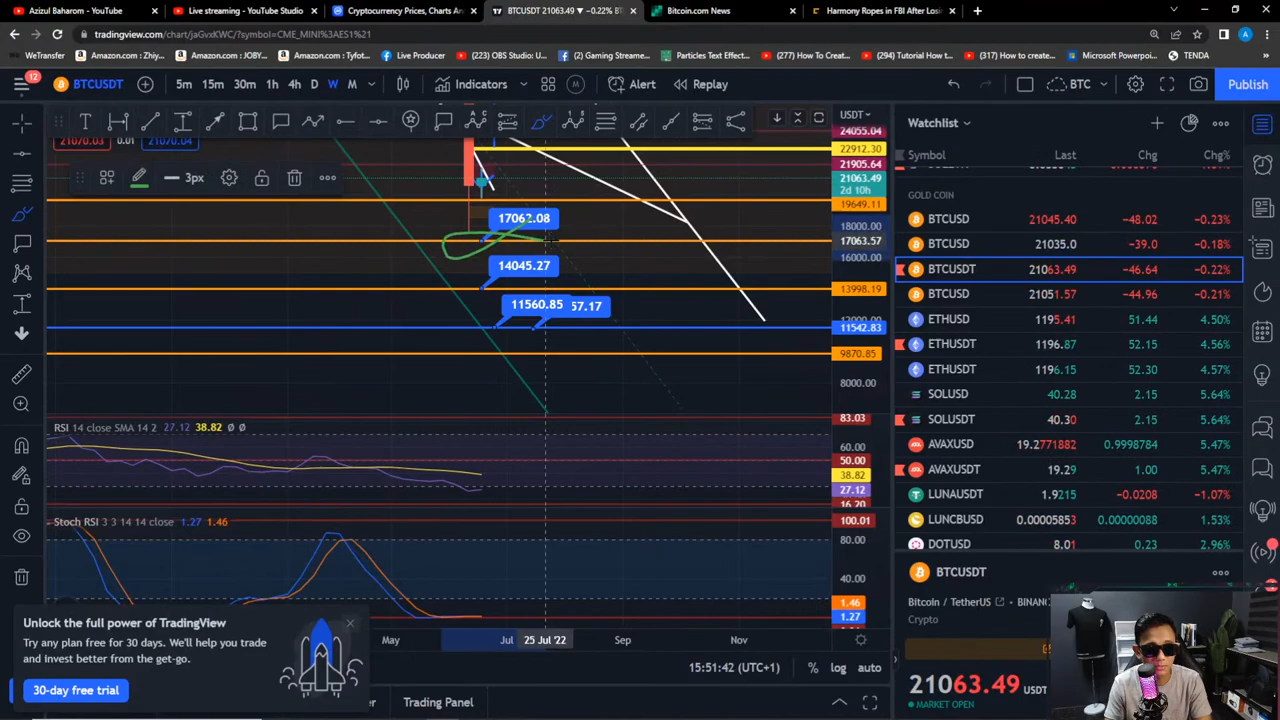 Azizul Baharom - YouTube
Live streaming - YouTube Studio
Cryptocurrency Prices, Charts An
BTCUSDT 21063.49 ▼ −0.22% B
Bitcoin.com News
Harmony Ropes in FBI After Losin
tradingview.com/chart/jaGvxKWC/?symbol=CME_MINI%3AES1%21
WeTransfer
Amazon.com : Zhiy...
Amazon.com: JOBY...
Amazon.com : Tyfot...
Live Producer
(223) OBS Tutorial...
(2) Gaming Streame...
Particles Text Effect...
(277) How To Creat...
(294) Tutorial How t...
(317) How to creat...
Microsoft Powerpoi...
TENDA
12
BTCUSDT
5m 15m 30m 1h 4h D W M
Indicators
Alert
Replay
BTC
Publish
21070.03 0.01 21070.04
3px
USDT
24055.04
22912.30
21905.64
21063.49
2d 10h
19649.11
18000.00
17063.57
16000.00
13998.19
12000.00
11542.83
9870.85
8000.00
17062.08
14045.27
11560.85
57.17
RSI 14 close SMA 14 2 27.12 38.82 Ø Ø
83.03
60.00
50.00
38.82
27.12
16.20
Stoch RSI 3 3 14 14 close 1.27 1.46
100.01
80.00
40.00
1.46
1.27
May
Jul
25 Jul '22
Sep
Nov
15:51:42 (UTC+1)
% log auto
Trading Panel
Unlock the full power of TradingView
Try any plan free for 30 days. We'll help you trade
and Invest better from the get-go.
30-day free trial
Watchlist
Symbol Last Chg Chg%
GOLD COIN
BTCUSD 21045.40 −48.02 −0.23%
BTCUSD 21035.0 −39.0 −0.18%
BTCUSDT 21063.49 −46.64 −0.22%
BTCUSD 21051.57 −44.96 −0.21%
ETHUSD 1195.41 51.44 4.50%
ETHUSDT 1196.87 52.15 4.56%
ETHUSDT 1196.15 52.30 4.57%
SOLUSD 40.28 2.15 5.64%
SOLUSDT 40.30 2.15 5.64%
AVAXUSD 19.2771882 0.9998784 5.47%
AVAXUSDT 19.29 1.00 5.47%
LUNAUSDT 1.9215 −0.0208 −1.07%
LUNCBUSD 0.00005853 0.00000088 1.53%
DOTUSD 8.01 0.23 2.96%
BTCUSDT
Bitcoin / TetherUS
BINANC
Crypto
21063.49 USDT
MARKET OPEN